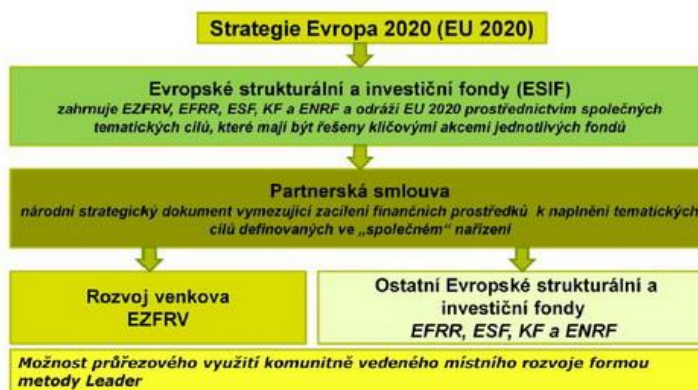 Strategie Evropa 2020 (EU 2020)
Evropské strukturální a investiční fondy (ESIF)
zahrnuje EZFRV, EFRR, ESF, KF a ENRF a odráží EU 2020 prostřednictvím společných
tematických cílů, které mají být řešeny klíčovými akcemi jednotlivých fondů
Partnerská smlouva
národní strategický dokument vymezující zacílení finančních prostředků k naplnění tematických
cílů definovaných ve „společném“ nařízení
Rozvoj venkova
EZFRV
Ostatní Evropské strukturální a
investiční fondy
EFRR, ESF, KF a ENRF
Možnost průřezového využití komunitně vedeného místního rozvoje formou
metody Leader